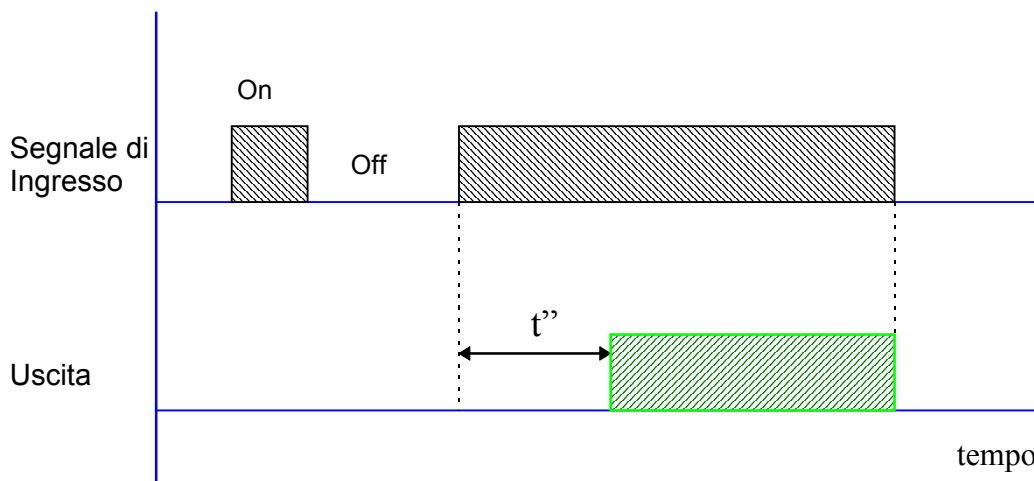 On
Segnale di
Ingresso
Off
t”
Uscita
tempo